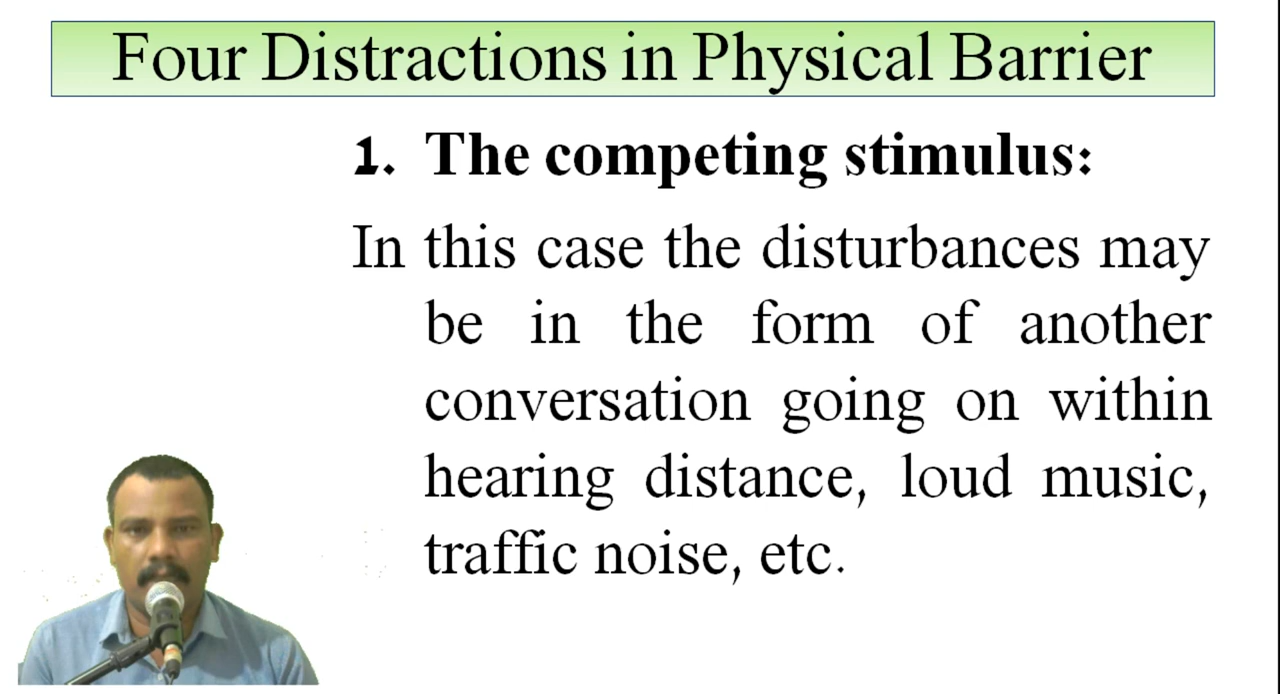 Four Distractions in Physical Barrier
1. The competing stimulus:
In this case the disturbances may
be in the form of another
conversation going on within
hearing distance, loud music,
traffic noise, etc.